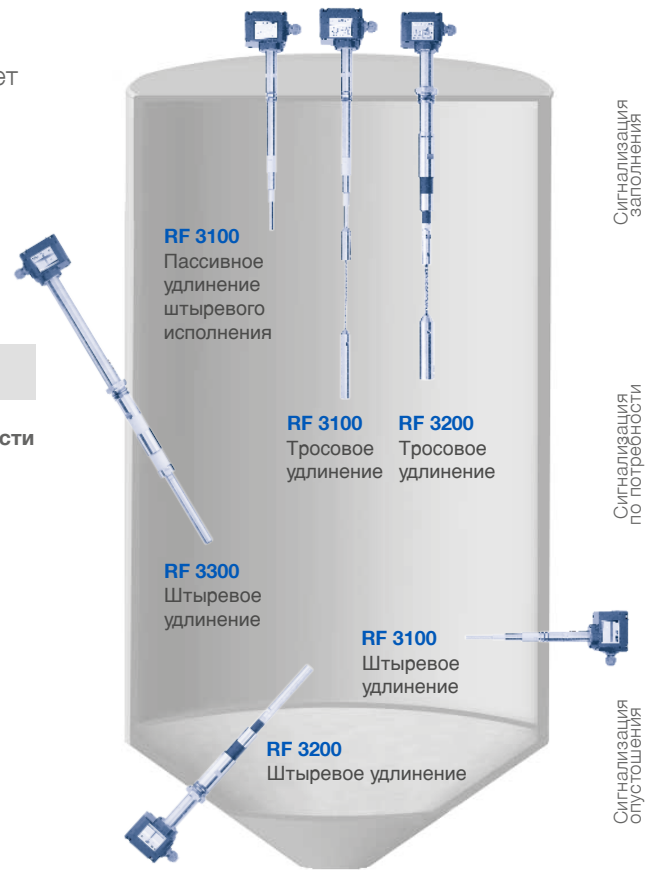 ет
сти
RF 3100
Пассивное
удлинение
штыревого
исполнения
RF 3100
Тросовое
удлинение
RF 3200
Тросовое
удлинение
RF 3300
Штыревое
удлинение
RF 3100
Штыревое
удлинение
RF 3200
Штыревое удлинение
Сигнализация
заполнения
Сигнализация
по потребности
Сигнализация
опустошения